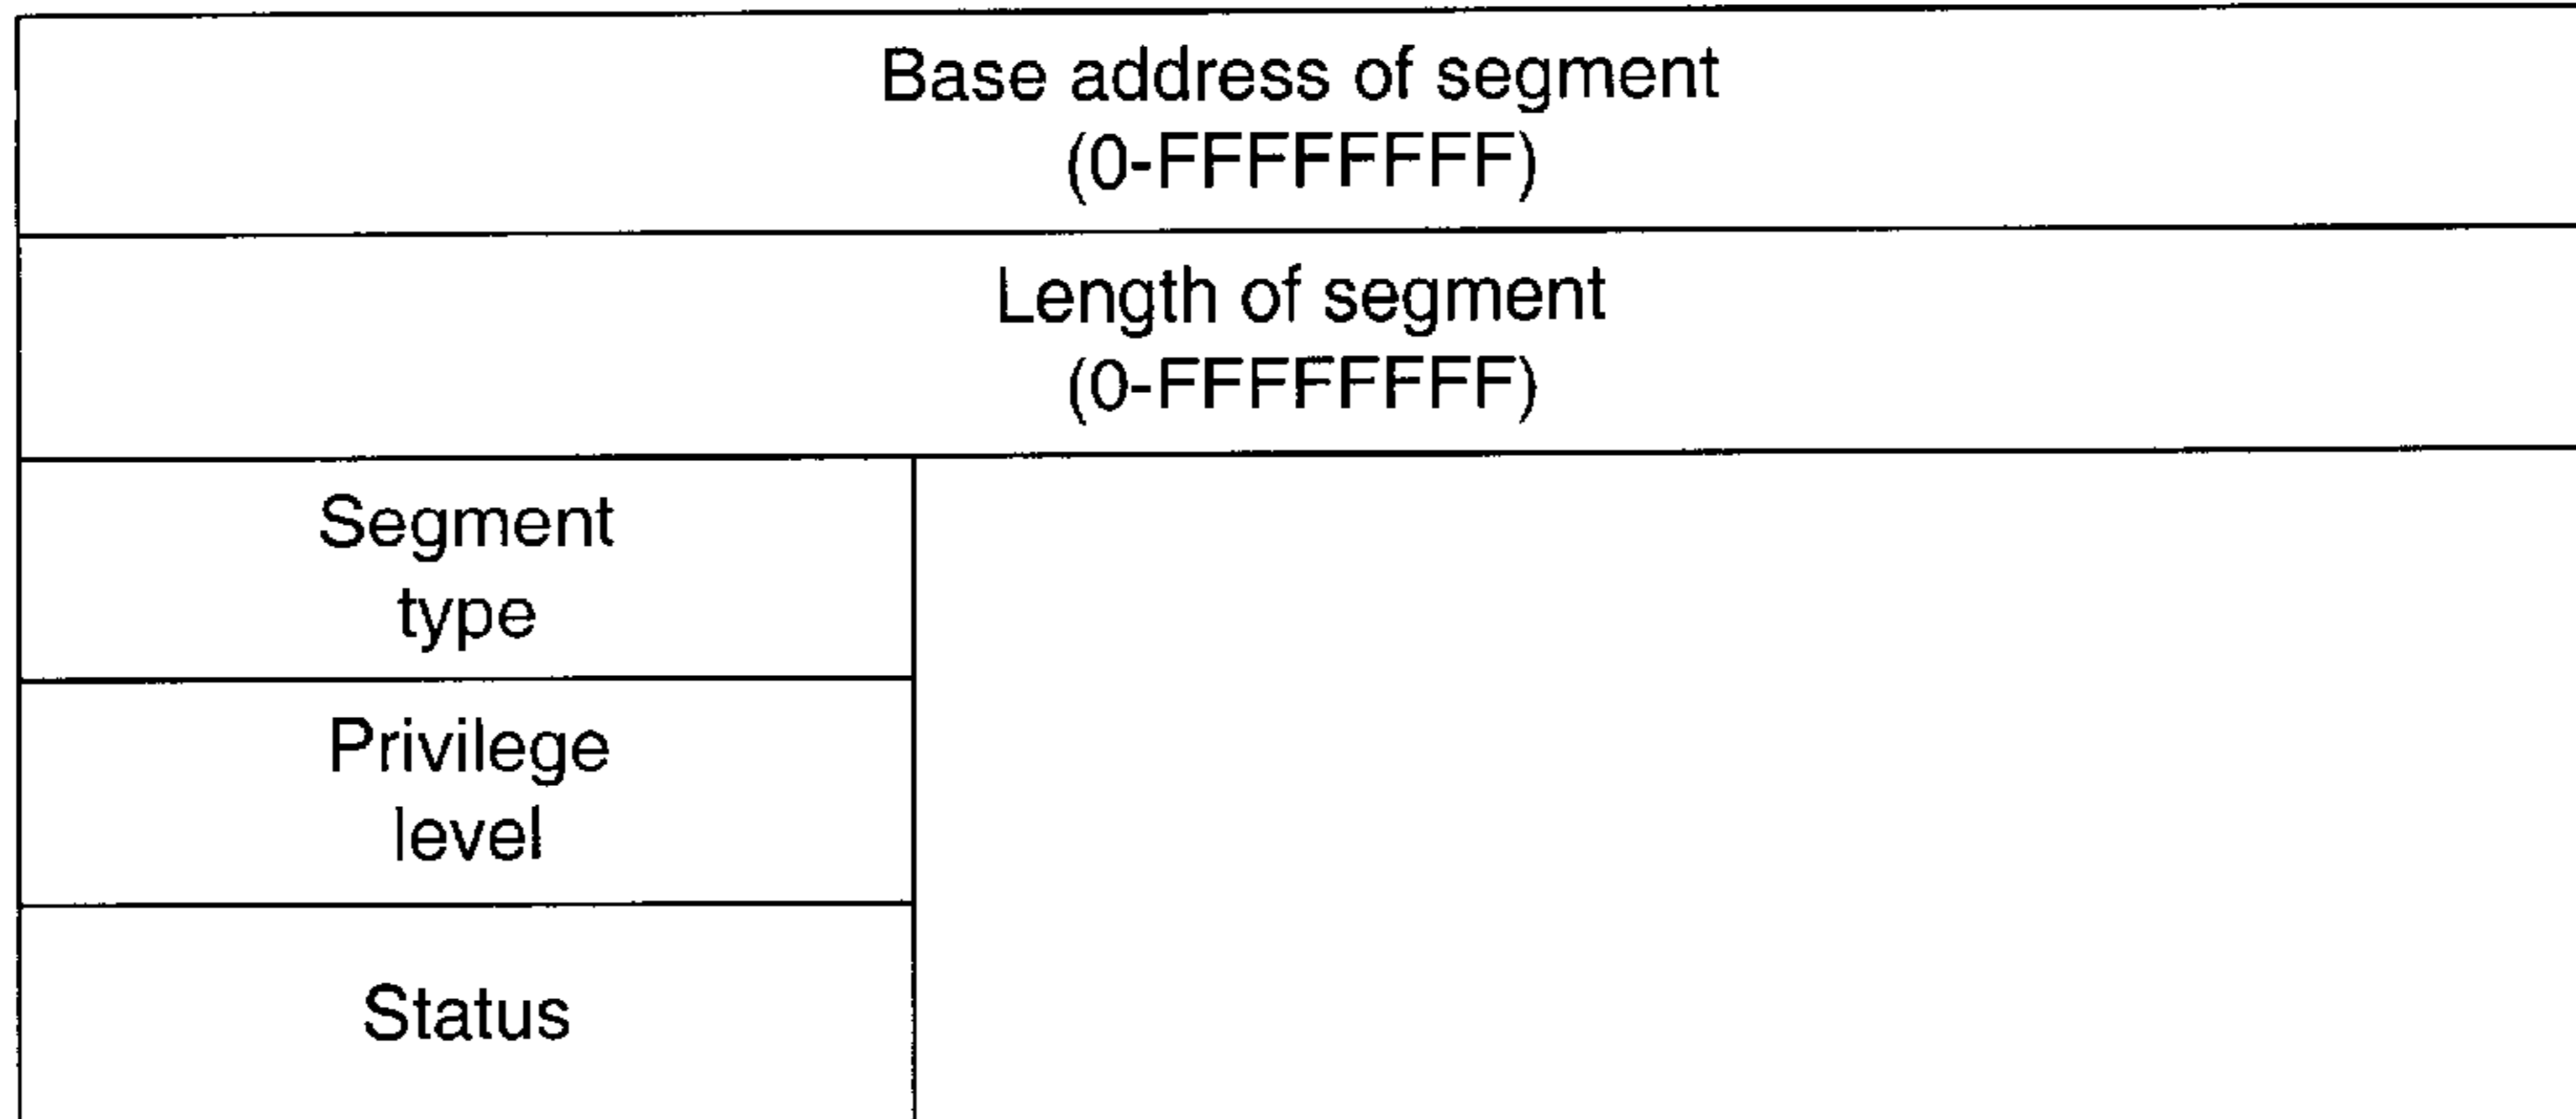 Base address of segment
(0-FFFFFFFF)
Length of segment
(0-FFFFFFFF)
Segment
type
Privilege
level
Status